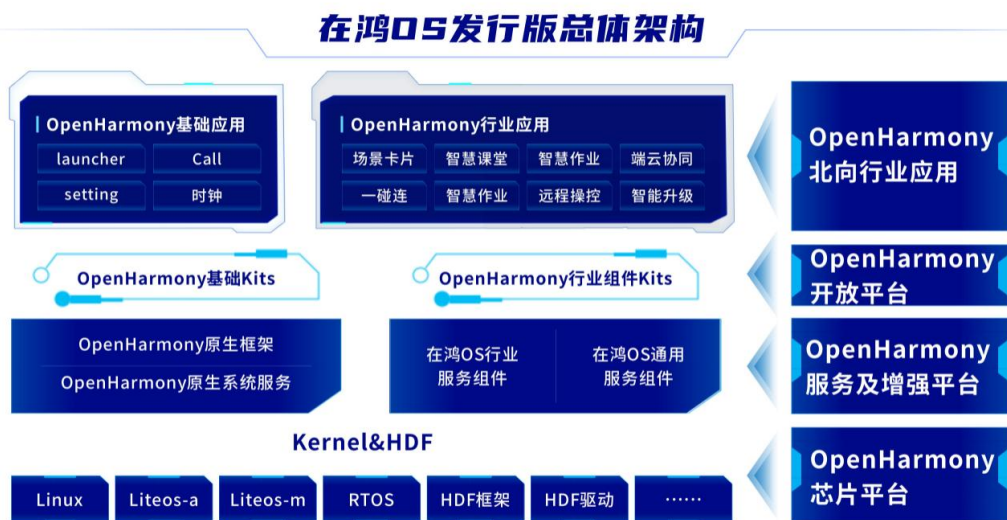 在鸿OS发行版总体架构
OpenHarmony基础应用
launcher
Call
setting
时钟
OpenHarmony行业应用
场景卡片
智慧课堂
智慧作业
端云协同
一碰连
智慧作业
远程操控
智能升级
OpenHarmony
北向行业应用
OpenHarmony基础Kits
OpenHarmony行业组件Kits
OpenHarmony
开放平台
OpenHarmony原生框架
OpenHarmony原生系统服务
在鸿OS行业
服务组件
在鸿OS通用
服务组件
OpenHarmony
服务及增强平台
Kernel&HDF
Linux
Liteos-a
Liteos-m
RTOS
HDF框架
HDF驱动
······
OpenHarmony
芯片平台